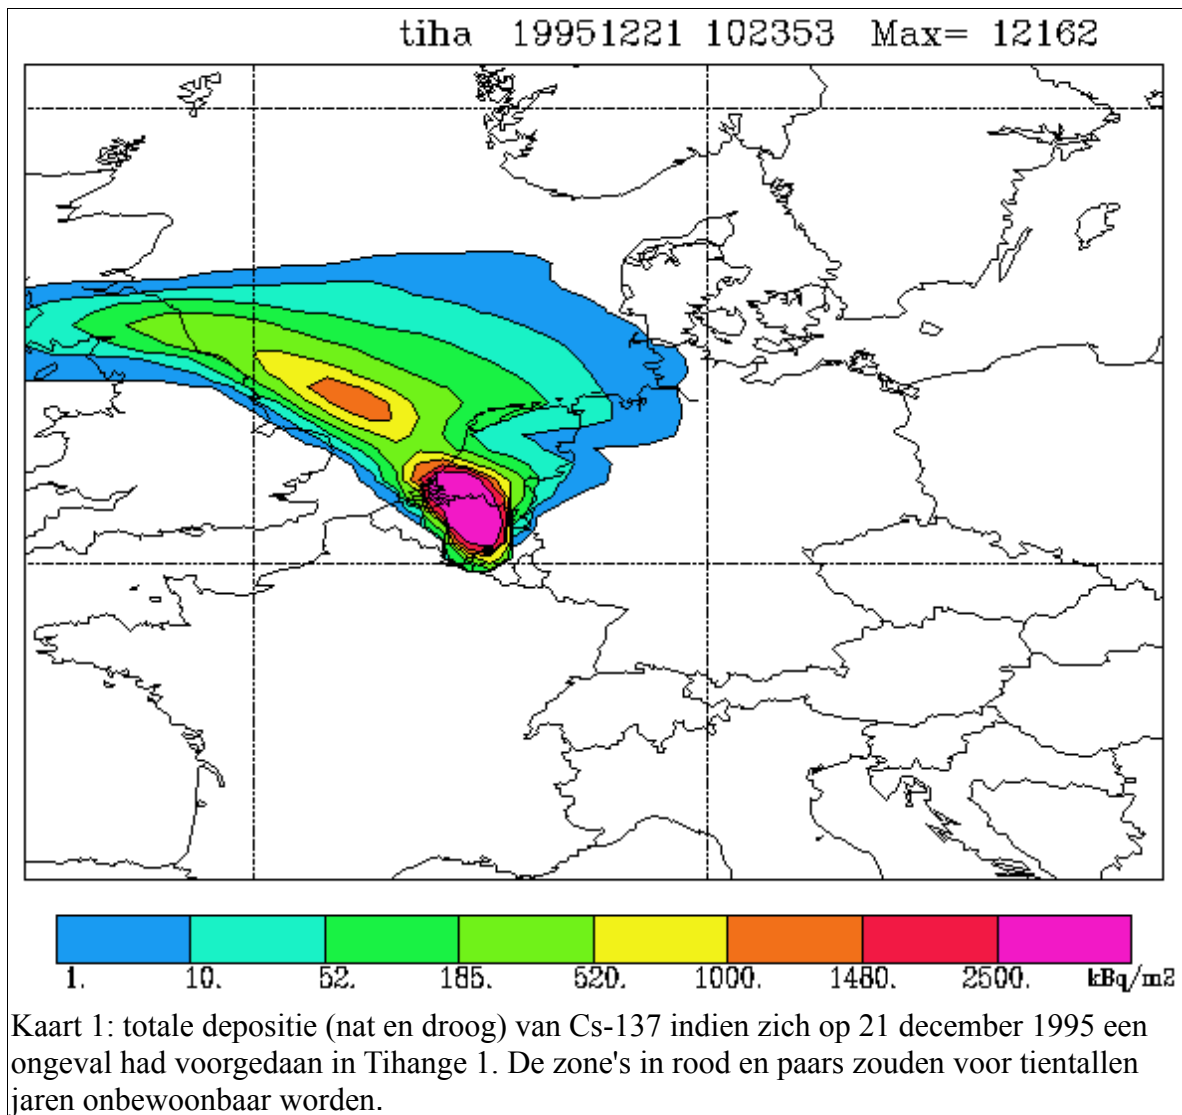 tiha 19951221 102353 Max= 12162
1. 10. 52. 185. 520. 1000. 1480. 2500. kBq/m2
Kaart 1: totale depositie (nat en droog) van Cs-137 indien zich op 21 december 1995 een
ongeval had voorgedaan in Tihange 1. De zone's in rood en paars zouden voor tientallen
jaren onbewoonbaar worden.